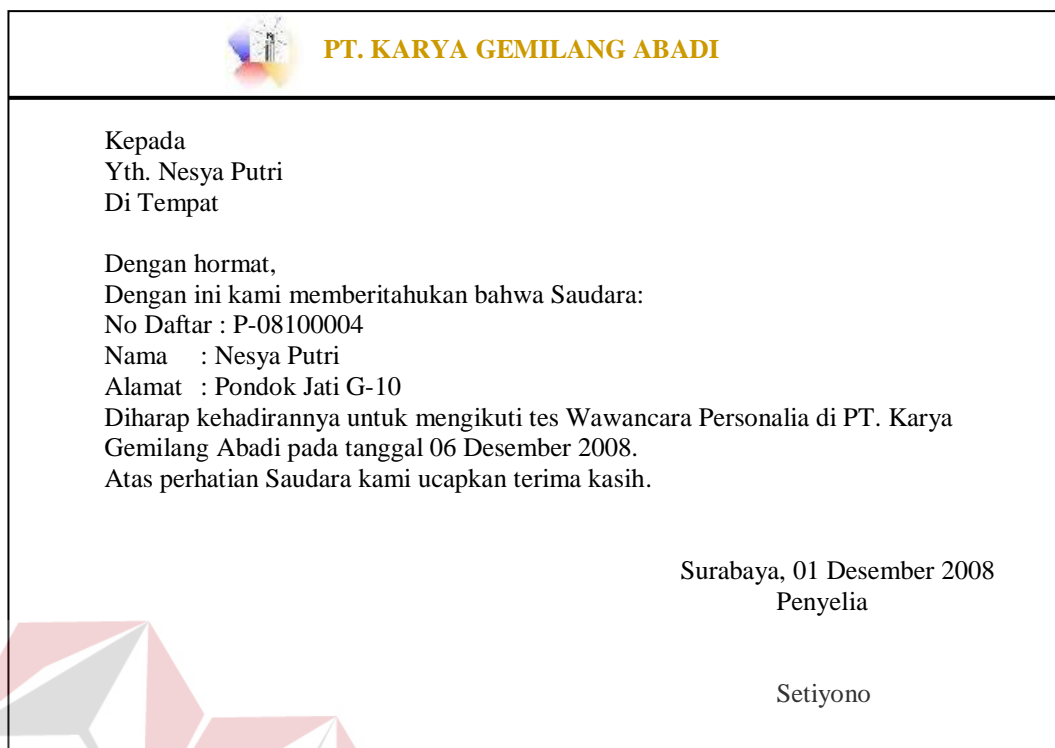 PT. KARYA GEMILANG ABADI
Kepada
Yth. Nesya Putri
Di Tempat
Dengan hormat,
Dengan ini kami memberitahukan bahwa Saudara:
No Daftar : P-08100004
Nama : Nesya Putri
Alamat : Pondok Jati G-10
Diharap kehadirannya untuk mengikuti tes Wawancara Personalia di PT. Karya
Gemilang Abadi pada tanggal 06 Desember 2008.
Atas perhatian Saudara kami ucapkan terima kasih.
Surabaya, 01 Desember 2008
Penyelia
Setiyono